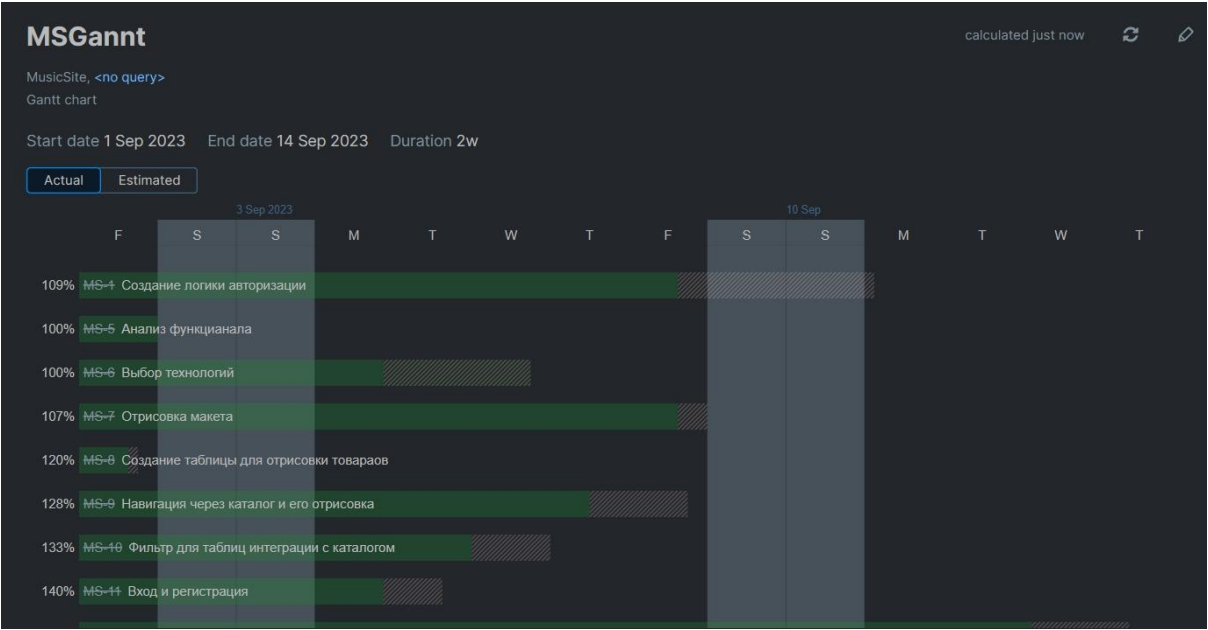 MSGannt
calculated just now
MusicSite, <no query>
Gantt chart
Start date 1 Sep 2023 End date 14 Sep 2023 Duration 2w
Actual Estimated
3 Sep 2023 10 Sep
F S S M T W T F S S M T W T
109% MS-1 Создание логики авторизации
100% MS-5 Анализ функцианала
100% MS-6 Выбор технологий
107% MS-7 Отрисовка макета
120% MS-8 Создание таблицы для отрисовки товараов
128% MS-9 Навигация через каталог и его отрисовка
133% MS-10 Фильтр для таблиц интеграции с каталогом
140% MS-11 Вход и регистрация